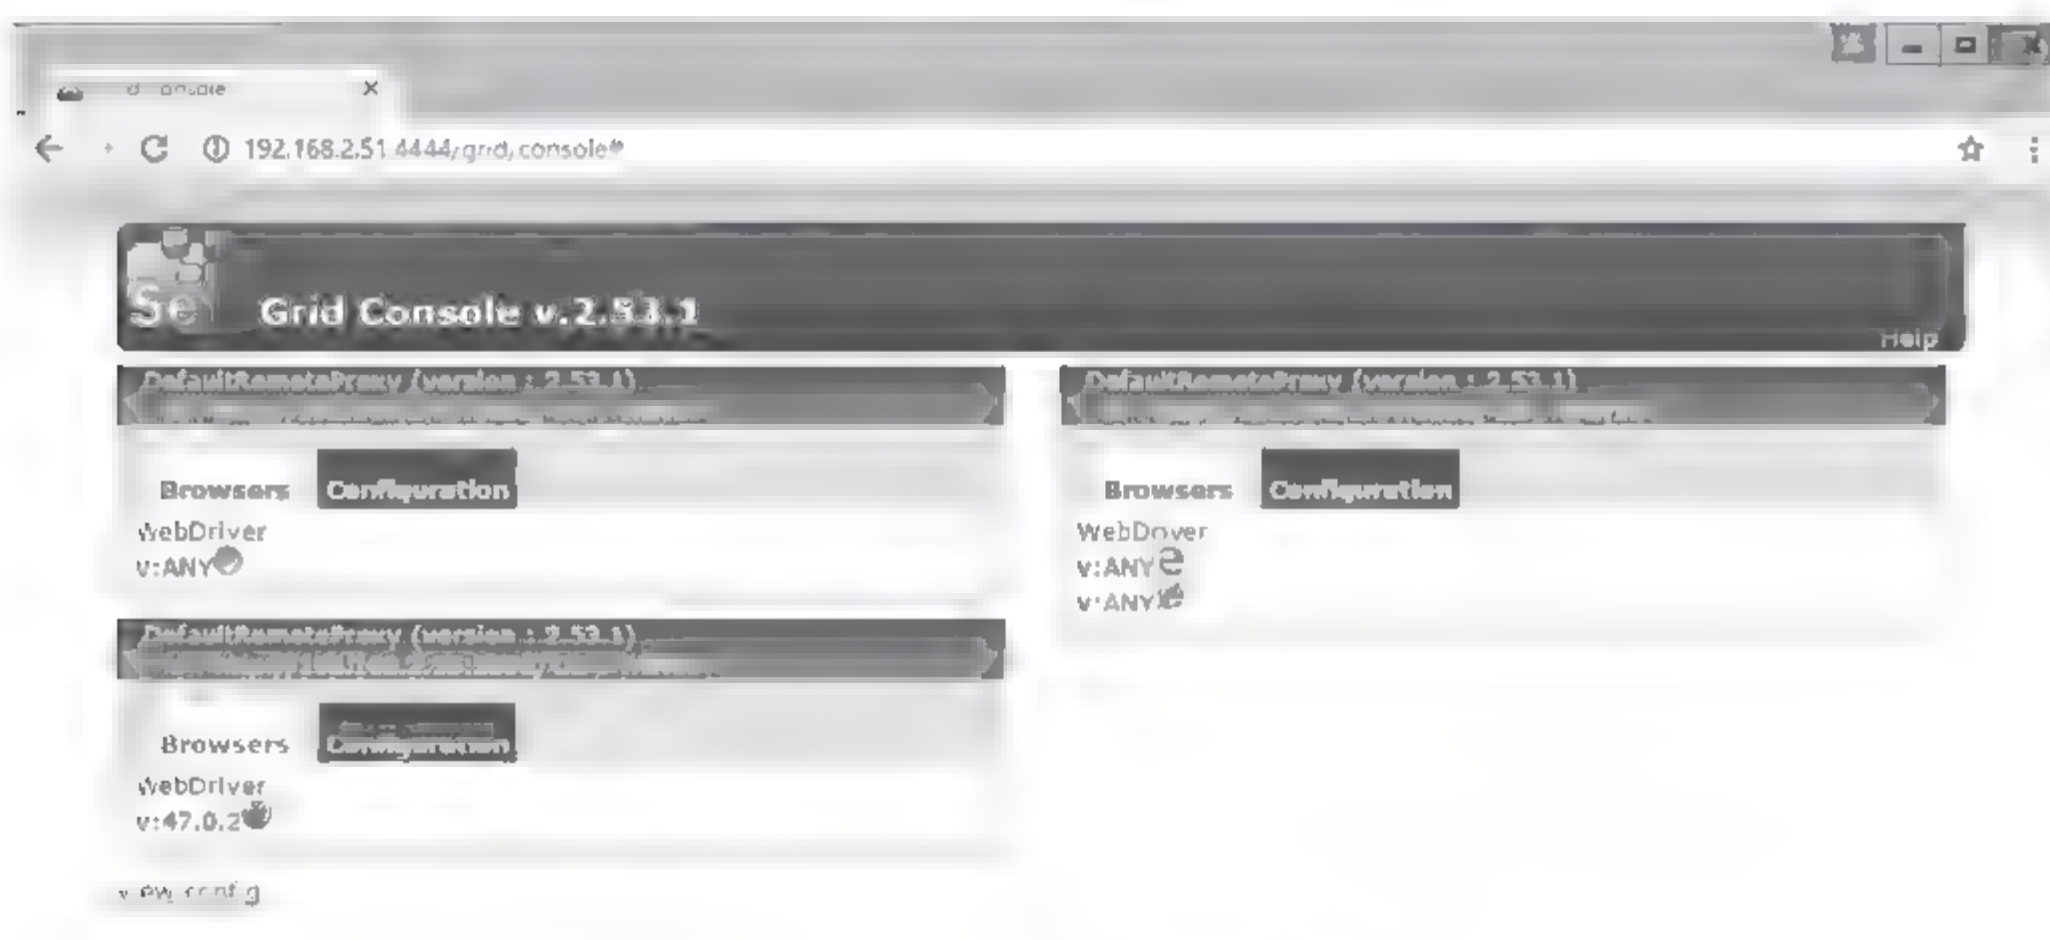 192.168.2.51:4444/grid/console#
Se
Grid Console v.2.53.1
Help
DefaultRemoteProxy (version : 2.53.1)
Browsers Configuration
WebDriver
v:ANY
DefaultRemoteProxy (version : 2.53.1)
Browsers Configuration
WebDriver
v:47.0.2
view config
DefaultRemoteProxy (version : 2.53.1)
Browsers Configuration
WebDriver
v:ANY
v:ANY